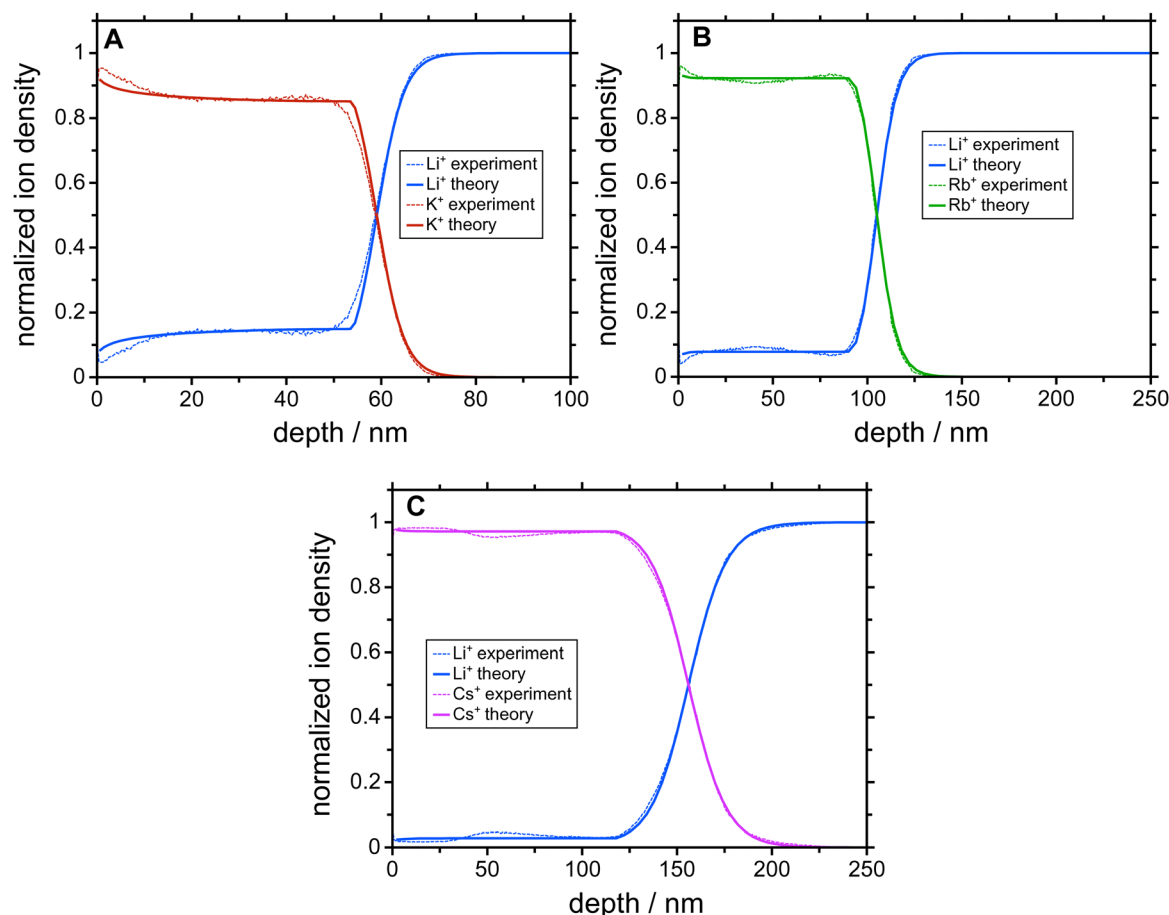 A
normalized ion density
1
0.8
0.6
0.4
0.2
0
Li⁺ experiment
Li⁺ theory
K⁺ experiment
K⁺ theory
0 20 40 60 80 100
depth / nm
B
normalized ion density
1
0.8
0.6
0.4
0.2
0
Li⁺ experiment
Li⁺ theory
Rb⁺ experiment
Rb⁺ theory
0 50 100 150 200 250
depth / nm
C
normalized ion density
1
0.8
0.6
0.4
0.2
0
Li⁺ experiment
Li⁺ theory
Cs⁺ experiment
Cs⁺ theory
0 50 100 150 200 250
depth / nm